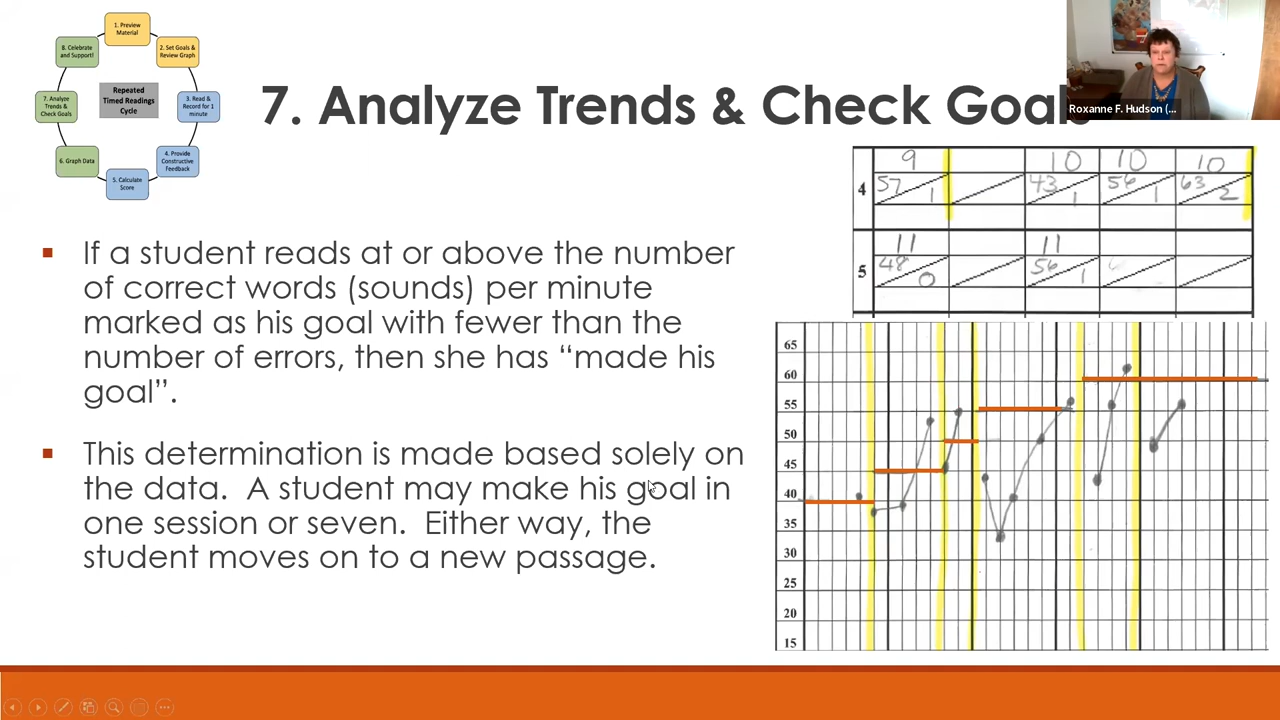 1. Preview
Material
8. Celebrate
and Support!
2. Set Goals &
Review Graph
Repeated
Timed Readings
Cycle
7. Analyze
Trends &
Check Goals
3. Read &
Record for 1
minute
6. Graph Data
4. Provide
Constructive
Feedback
5. Calculate
Score
7. Analyze Trends & Check Goals
Roxanne F. Hudson (...
If a student reads at or above the number
of correct words (sounds) per minute
marked as his goal with fewer than the
number of errors, then she has “made his
goal”.
This determination is made based solely on
the data.  A student may make his goal in
one session or seven.  Either way, the
student moves on to a new passage.
9 10 10 10
4 57 1 43 1 56 1 63 2
11 11
5 48 0 56 1
65
60
55
50
45
40
35
30
25
20
15